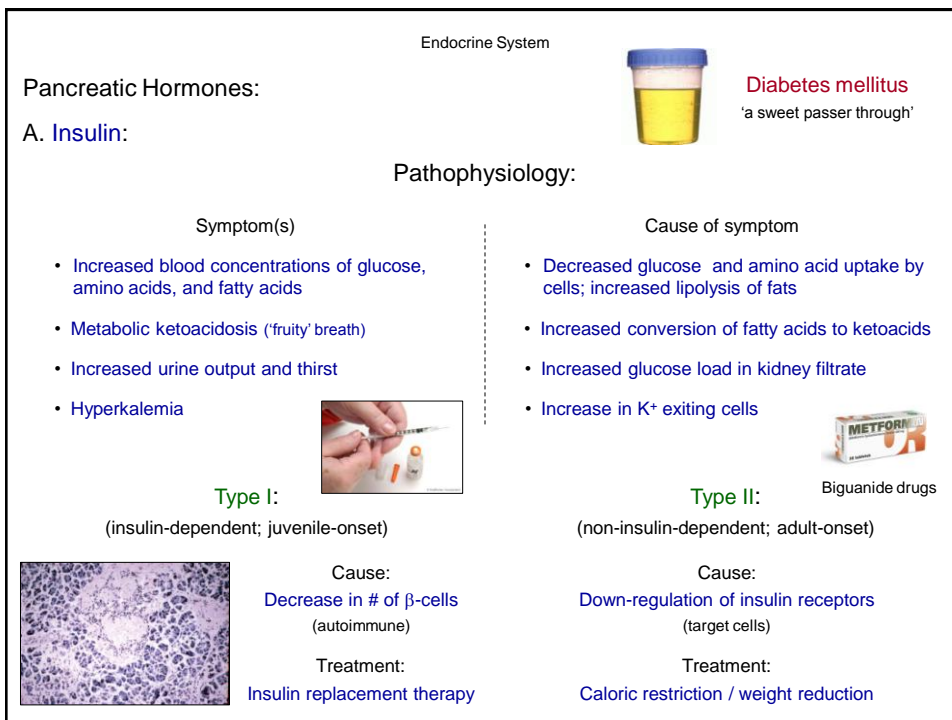 Endocrine System
Pancreatic Hormones:
Diabetes mellitus
'a sweet passer through'
A. Insulin:
Pathophysiology:
Symptom(s)
• Increased blood concentrations of glucose,
amino acids, and fatty acids
• Metabolic ketoacidosis ('fruity' breath)
• Increased urine output and thirst
• Hyperkalemia
Cause of symptom
• Decreased glucose and amino acid uptake by
cells; increased lipolysis of fats
• Increased conversion of fatty acids to ketoacids
• Increased glucose load in kidney filtrate
• Increase in K⁺ exiting cells
METFORMIN
Biguanide drugs
Type I:
(insulin-dependent; juvenile-onset)
Cause:
Decrease in # of β-cells
(autoimmune)
Treatment:
Insulin replacement therapy
Type II:
(non-insulin-dependent; adult-onset)
Cause:
Down-regulation of insulin receptors
(target cells)
Treatment:
Caloric restriction / weight reduction